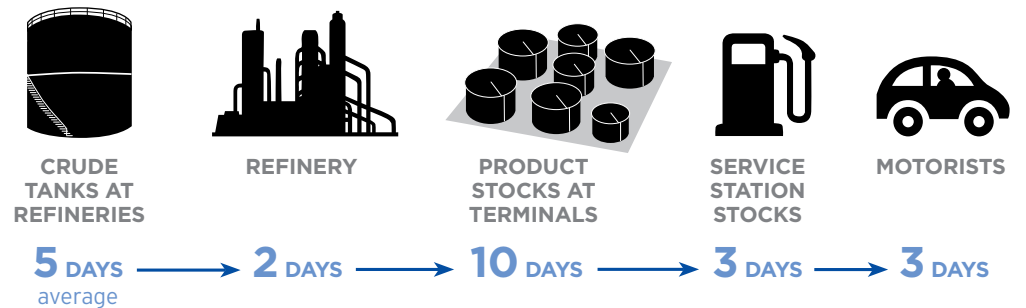 CRUDE
TANKS AT
REFINERIES
REFINERY
PRODUCT
STOCKS AT
TERMINALS
SERVICE
STATION
STOCKS
MOTORISTS
5 DAYS
average
2 DAYS
10 DAYS
3 DAYS
3 DAYS